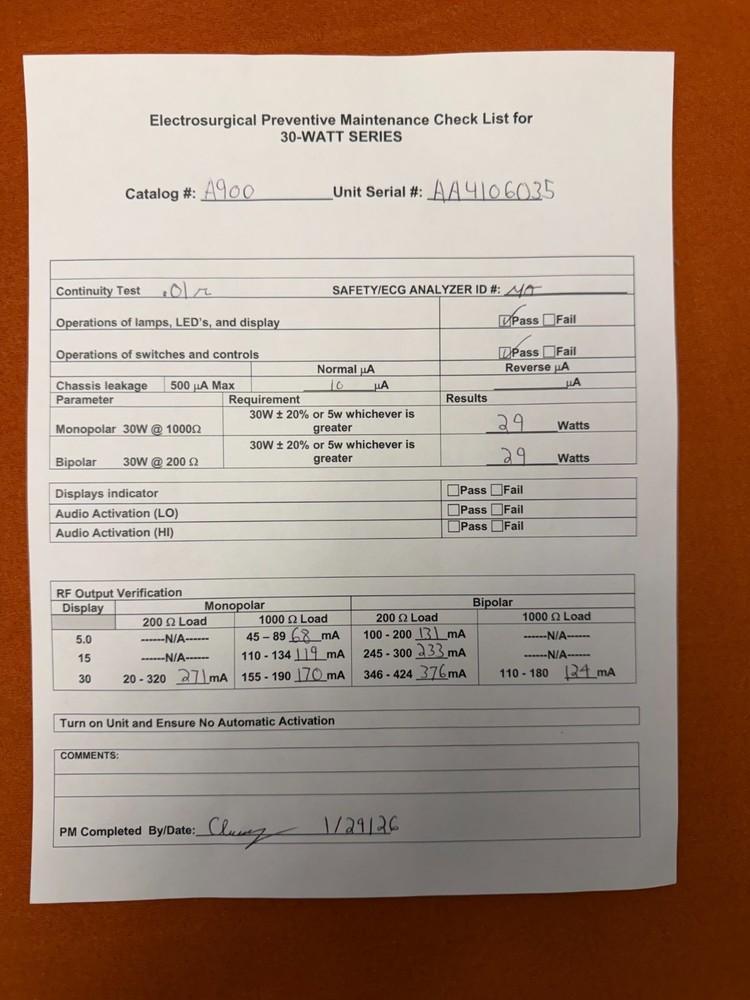 Electrosurgical Preventive Maintenance Check List for
30-WATT SERIES
Catalog #: A900 Unit Serial #: AA4106035
Continuity Test .01Ω SAFETY/ECG ANALYZER ID #:
Operations of lamps, LED's, and display ☑Pass ☐Fail
Operations of switches and controls ☑Pass ☐Fail
Normal µA Reverse µA
Chassis leakage 500 µA Max 10 µA µA
Parameter Requirement Results
Monopolar 30W @ 1000Ω 30W ± 20% or 5w whichever is greater 29 Watts
Bipolar 30W @ 200 Ω 30W ± 20% or 5w whichever is greater 29 Watts
Displays indicator ☐Pass ☐Fail
Audio Activation (LO) ☐Pass ☐Fail
Audio Activation (HI) ☐Pass ☐Fail
RF Output Verification
Display Monopolar Bipolar
200 Ω Load 1000 Ω Load 200 Ω Load 1000 Ω Load
5.0 ------N/A------ 45 – 89 68 mA 100 - 200 131 mA ------N/A------
15 ------N/A------ 110 - 134 119 mA 245 - 300 233 mA ------N/A------
30 20 - 320 271 mA 155 - 190 170 mA 346 - 424 376 mA 110 - 180 124 mA
Turn on Unit and Ensure No Automatic Activation
COMMENTS:
PM Completed By/Date: 1/29/26